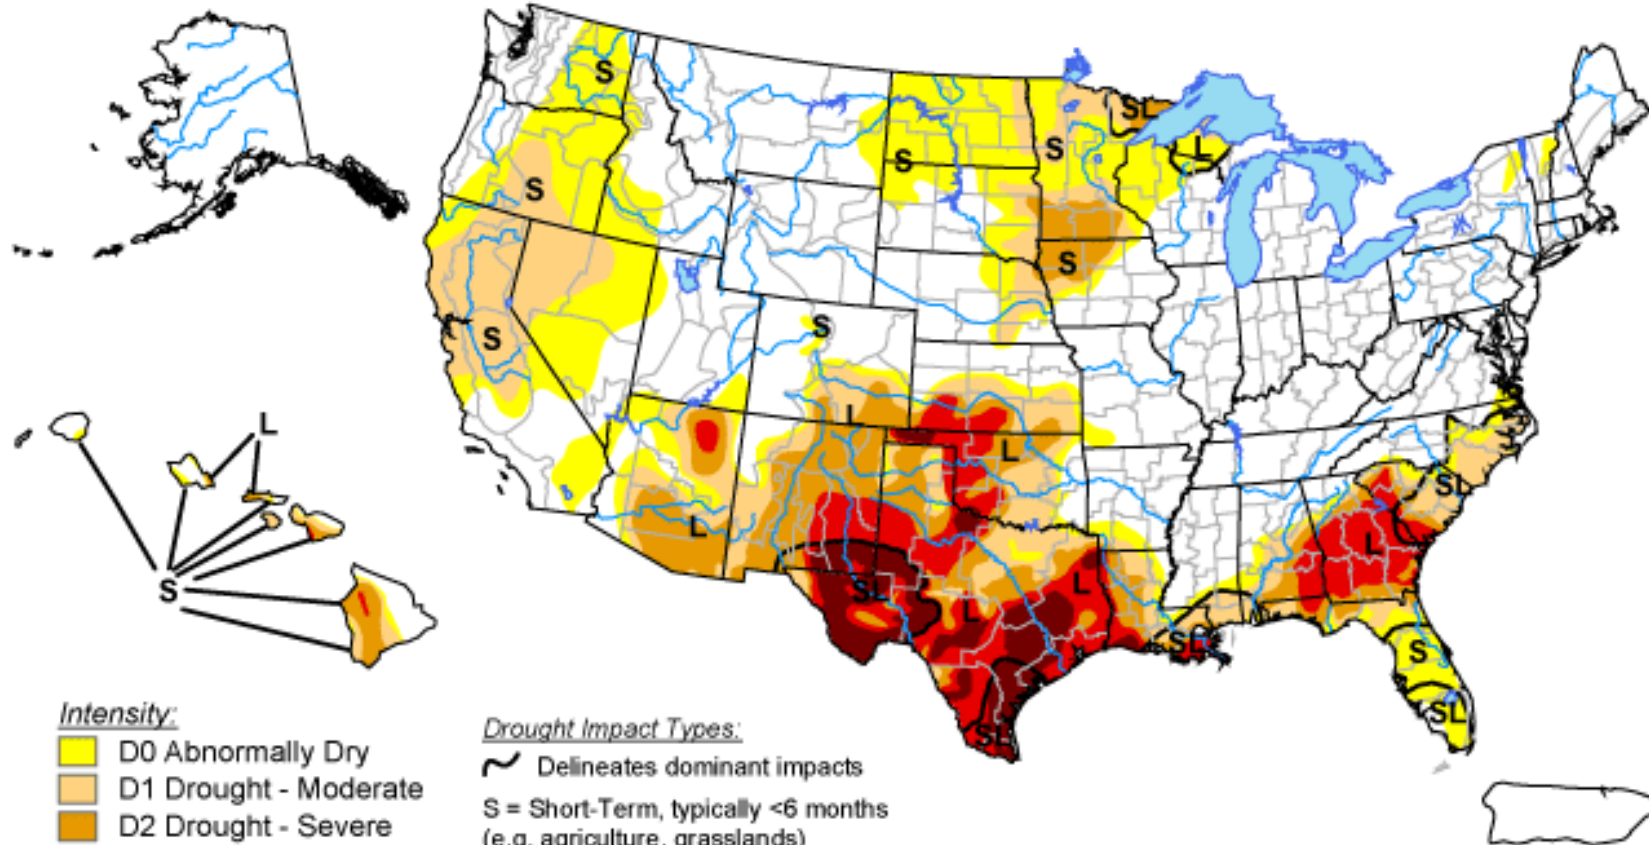 S
SL
L
S
S
S
S
S
S
L
L
L
L
SL
SL
L
L
L
S
SL
SL
S
SL
SL
Intensity:
D0 Abnormally Dry
D1 Drought - Moderate
D2 Drought - Severe
Drought Impact Types:
Delineates dominant impacts
S = Short-Term, typically <6 months
(e.g. agriculture, grasslands)